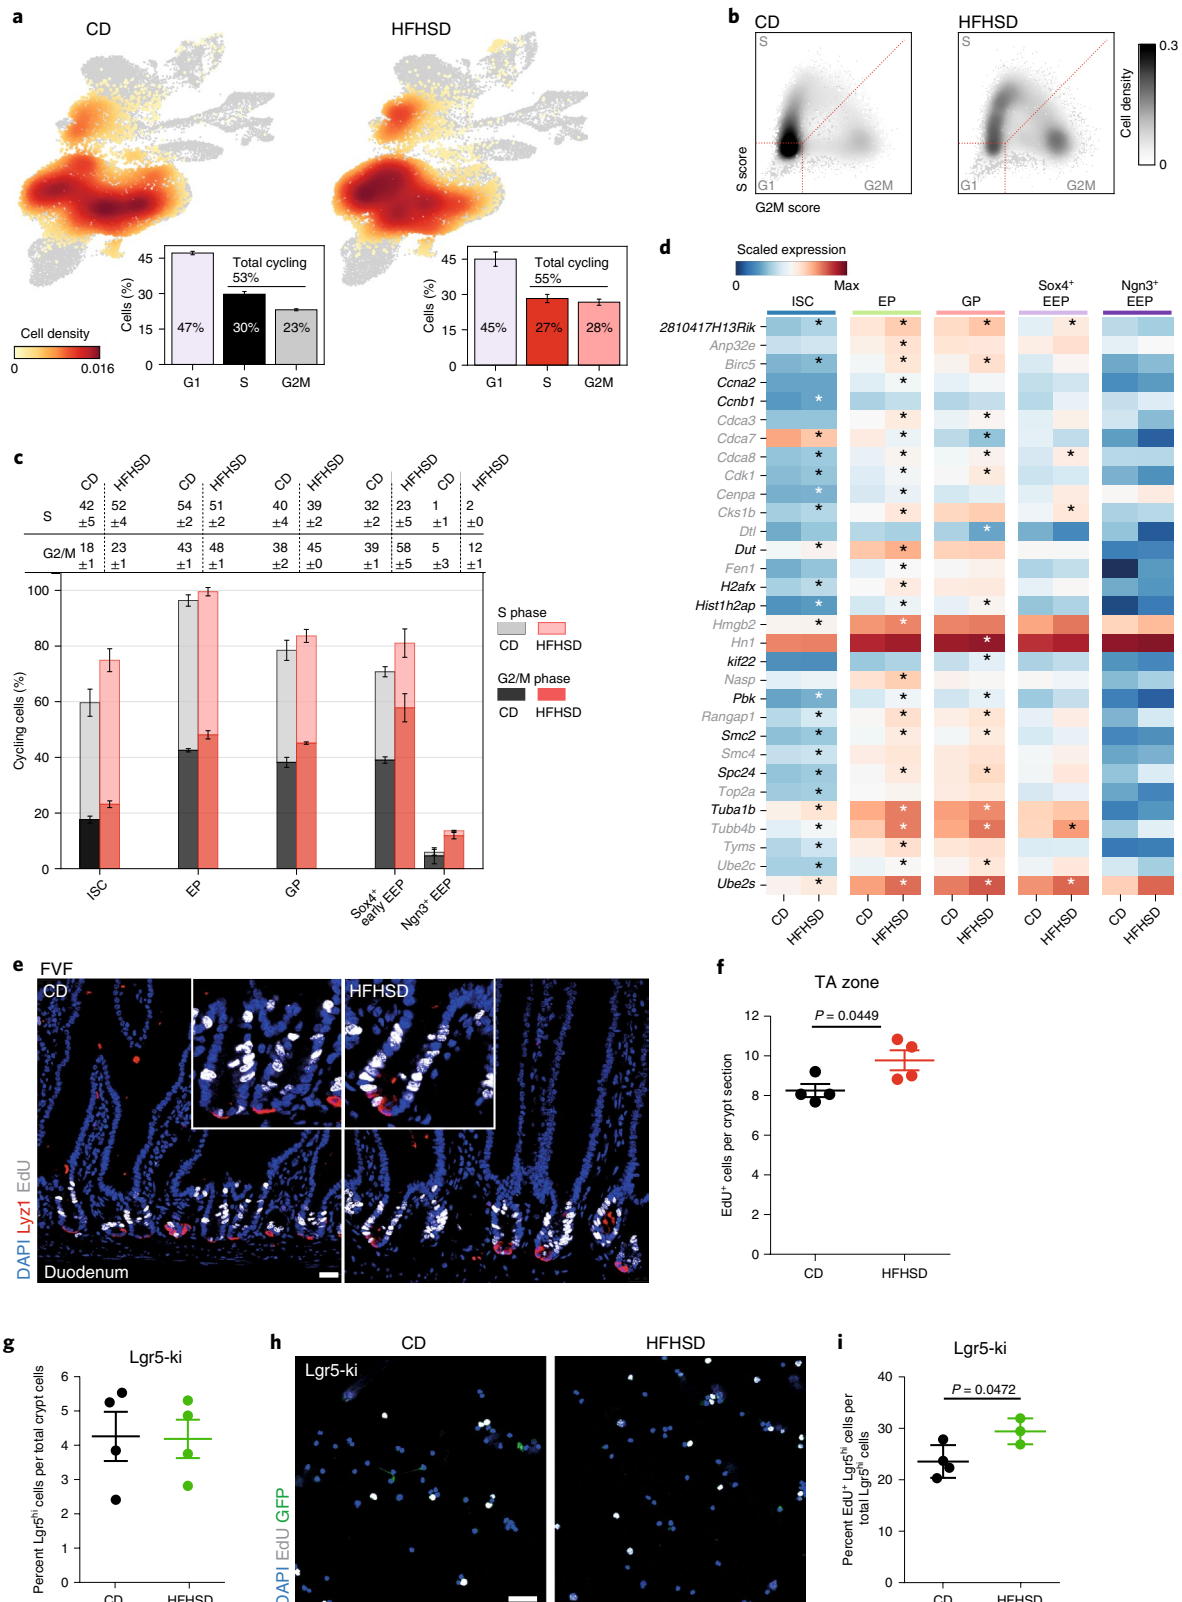 a
CD
HFHSD
45
30
15
0
Cells (%)
Total cycling
53%
47%
30%
23%
G1
S
G2M
Cell density
0
0.016
45
30
15
0
Cells (%)
Total cycling
55%
45%
27%
28%
G1
S
G2M
b
CD
HFHSD
S
G1
G2M
S score
G2M score
S
G1
G2M
0.3
0
Cell density
c
CD
HFHSD
CD
HFHSD
CD
HFHSD
CD
HFHSD
CD
HFHSD
S
42 52 54 51 40 39 32 23 1 2
±5 ±4 ±2 ±2 ±4 ±2 ±2 ±5 ±1 ±0
G2/M
18 23 43 48 38 45 39 58 5 12
±1 ±1 ±1 ±1 ±2 ±0 ±1 ±5 ±3 ±1
100
80
60
40
20
0
Cycling cells (%)
S phase
CD HFHSD
G2/M phase
CD HFHSD
ISC
EP
GP
Sox4+
early EEP
Ngn3+ EEP
d
Scaled expression
0
Max
ISC
EP
GP
Sox4+
EEP
Ngn3+
EEP
2810417H13Rik
Anp32e
Birc5
Ccna2
Ccnb1
Cdca3
Cdca7
Cdca8
Cdk1
Cenpa
Cks1b
Dtl
Dut
Fen1
H2afx
Hist1h2ap
Hmgb2
Hn1
kif22
Nasp
Pbk
Rangap1
Smc2
Smc4
Spc24
Top2a
Tuba1b
Tubb4b
Tyms
Ube2c
Ube2s
CD
HFHSD
CD
HFHSD
CD
HFHSD
CD
HFHSD
CD
HFHSD
e
FVF
CD
HFHSD
DAPI Lyz1 EdU
Duodenum
f
TA zone
P = 0.0449
12
10
8
6
4
2
0
EdU+ cells per crypt section
CD
HFHSD
g
Lgr5-ki
6
5
4
3
2
1
0
Percent Lgr5hi cells per total crypt cells
CD
HFHSD
h
CD
HFHSD
Lgr5-ki
DAPI EdU GFP
i
Lgr5-ki
P = 0.0472
40
30
20
10
0
Percent EdU+ Lgr5hi cells per
total Lgr5hi cells
CD
HFHSD